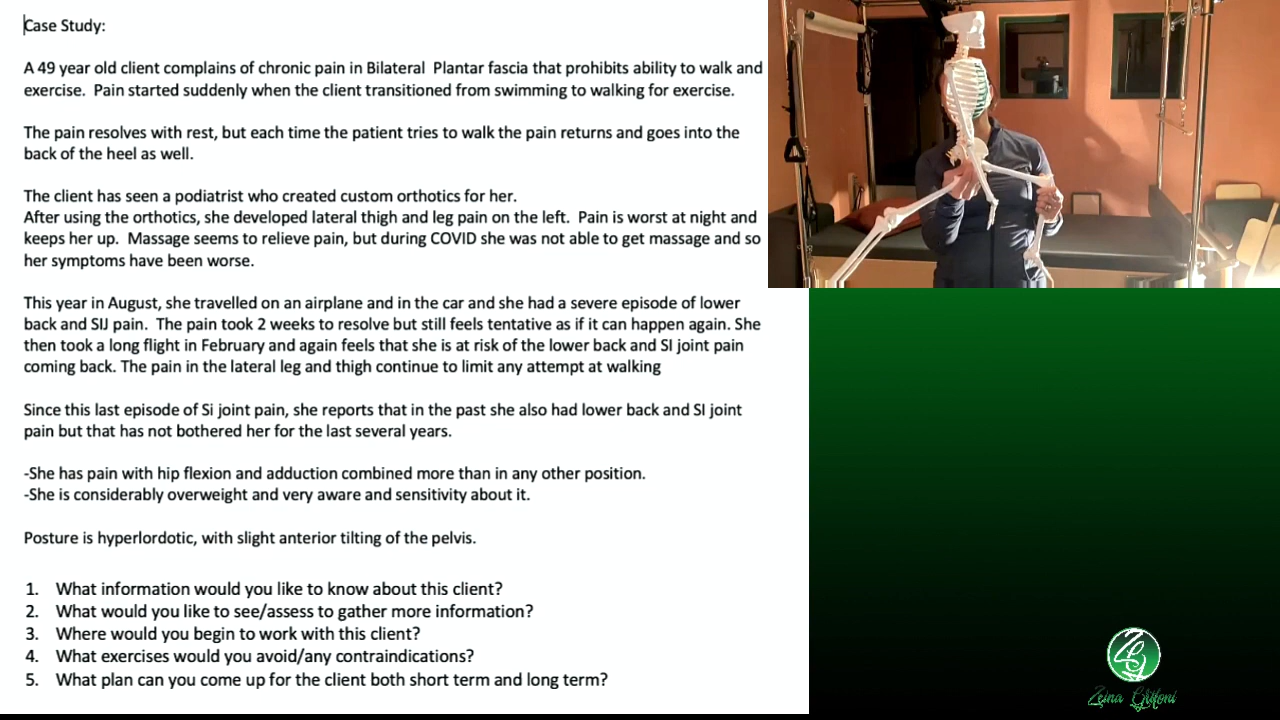 Case Study:
A 49 year old client complains of chronic pain in Bilateral Plantar fascia that prohibits ability to walk and
exercise. Pain started suddenly when the client transitioned from swimming to walking for exercise.
The pain resolves with rest, but each time the patient tries to walk the pain returns and goes into the
back of the heel as well.
The client has seen a podiatrist who created custom orthotics for her.
After using the orthotics, she developed lateral thigh and leg pain on the left. Pain is worst at night and
keeps her up. Massage seems to relieve pain, but during COVID she was not able to get massage and so
her symptoms have been worse.
This year in August, she travelled on an airplane and in the car and she had a severe episode of lower
back and SIJ pain. The pain took 2 weeks to resolve but still feels tentative as if it can happen again. She
then took a long flight in February and again feels that she is at risk of the lower back and SI joint pain
coming back. The pain in the lateral leg and thigh continue to limit any attempt at walking
Since this last episode of Si joint pain, she reports that in the past she also had lower back and SI joint
pain but that has not bothered her for the last several years.
-She has pain with hip flexion and adduction combined more than in any other position.
-She is considerably overweight and very aware and sensitivity about it.
Posture is hyperlordotic, with slight anterior tilting of the pelvis.
1. What information would you like to know about this client?
2. What would you like to see/assess to gather more information?
3. Where would you begin to work with this client?
4. What exercises would you avoid/any contraindications?
5. What plan can you come up for the client both short term and long term?
ZG
Zeina Grifoni